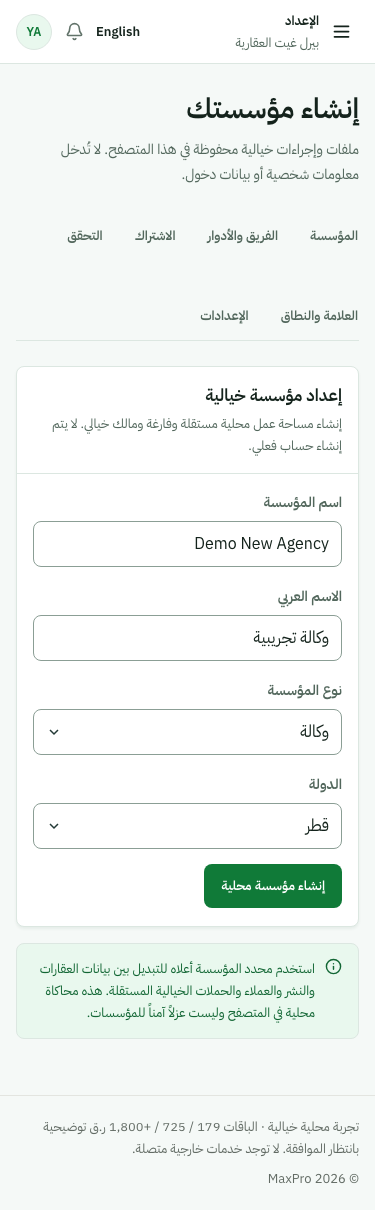 الإعداد
بيرل غيت العقارية
English
YA
إنشاء مؤسستك
ملفات وإجراءات خيالية محفوظة في هذا المتصفح. لا تُدخل
معلومات شخصية أو بيانات دخول.
المؤسسة
الفريق والأدوار
الاشتراك
التحقق
العلامة والنطاق
الإعدادات
إعداد مؤسسة خيالية
إنشاء مساحة عمل محلية مستقلة وفارغة ومالك خيالي. لا يتم
إنشاء حساب فعلي.
اسم المؤسسة
Demo New Agency
الاسم العربي
وكالة تجريبية
نوع المؤسسة
وكالة
الدولة
قطر
إنشاء مؤسسة محلية
استخدم محدد المؤسسة أعلاه للتبديل بين بيانات العقارات
والنشر والعملاء والحملات الخيالية المستقلة. هذه محاكاة
محلية في المتصفح وليست عزلاً آمناً للمؤسسات.
تجربة محلية خيالية · الباقات 179 / 725 / +1,800 ر.ق توضيحية
بانتظار الموافقة. لا توجد خدمات خارجية متصلة.
© 2026 MaxPro